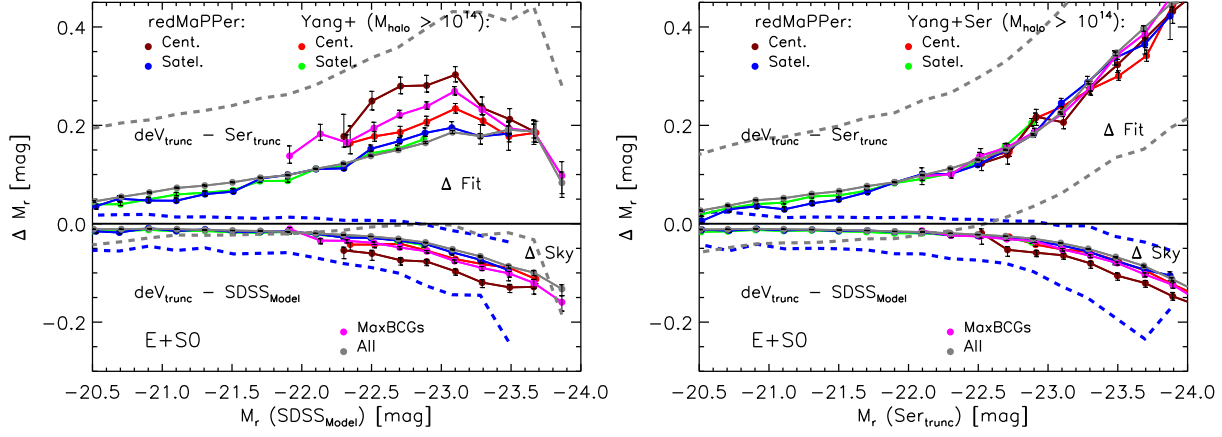 redMaPPer: Yang+ (M_halo > 10^14):
Cent. Cent.
Satel. Satel.
deV_trunc − Ser_trunc
Δ Fit
Δ Sky
deV_trunc − SDSS_Model
MaxBCGs
All
E+S0
0.4
0.2
0.0
−0.2
Δ M_r [mag]
−20.5 −21.0 −21.5 −22.0 −22.5 −23.0 −23.5 −24.0
M_r (SDSS_Model) [mag]
redMaPPer: Yang+Ser (M_halo > 10^14):
Cent. Cent.
Satel. Satel.
deV_trunc − Ser_trunc
Δ Fit
Δ Sky
deV_trunc − SDSS_Model
MaxBCGs
All
E+S0
0.4
0.2
0.0
−0.2
Δ M_r [mag]
−20.5 −21.0 −21.5 −22.0 −22.5 −23.0 −23.5 −24.0
M_r (Ser_trunc) [mag]